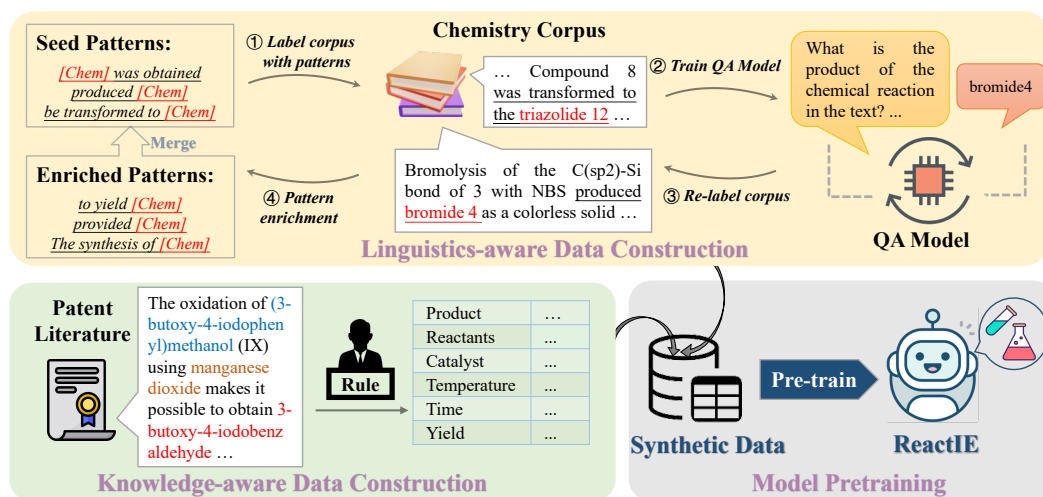 Seed Patterns:
[Chem] was obtained
produced [Chem]
be transformed to [Chem]
Merge
Enriched Patterns:
to yield [Chem]
provided [Chem]
The synthesis of [Chem]
① Label corpus
with patterns
Chemistry Corpus
… Compound 8
was transformed to
the triazolide 12 …
② Train QA Model
What is the
product of the
chemical reaction
in the text? ...
bromide4
④ Pattern
enrichment
Bromolysis of the C(sp2)-Si
bond of 3 with NBS produced
bromide 4 as a colorless solid …
③ Re-label corpus
QA Model
Linguistics-aware Data Construction
Patent
Literature
The oxidation of (3-
butoxy-4-iodophen
yl)methanol (IX)
using manganese
dioxide makes it
possible to obtain 3-
butoxy-4-iodobenz
aldehyde …
Rule
Product …
Reactants ...
Catalyst ...
Temperature ...
Time ...
Yield ...
Knowledge-aware Data Construction
Synthetic Data
Pre-train
ReactIE
Model Pretraining